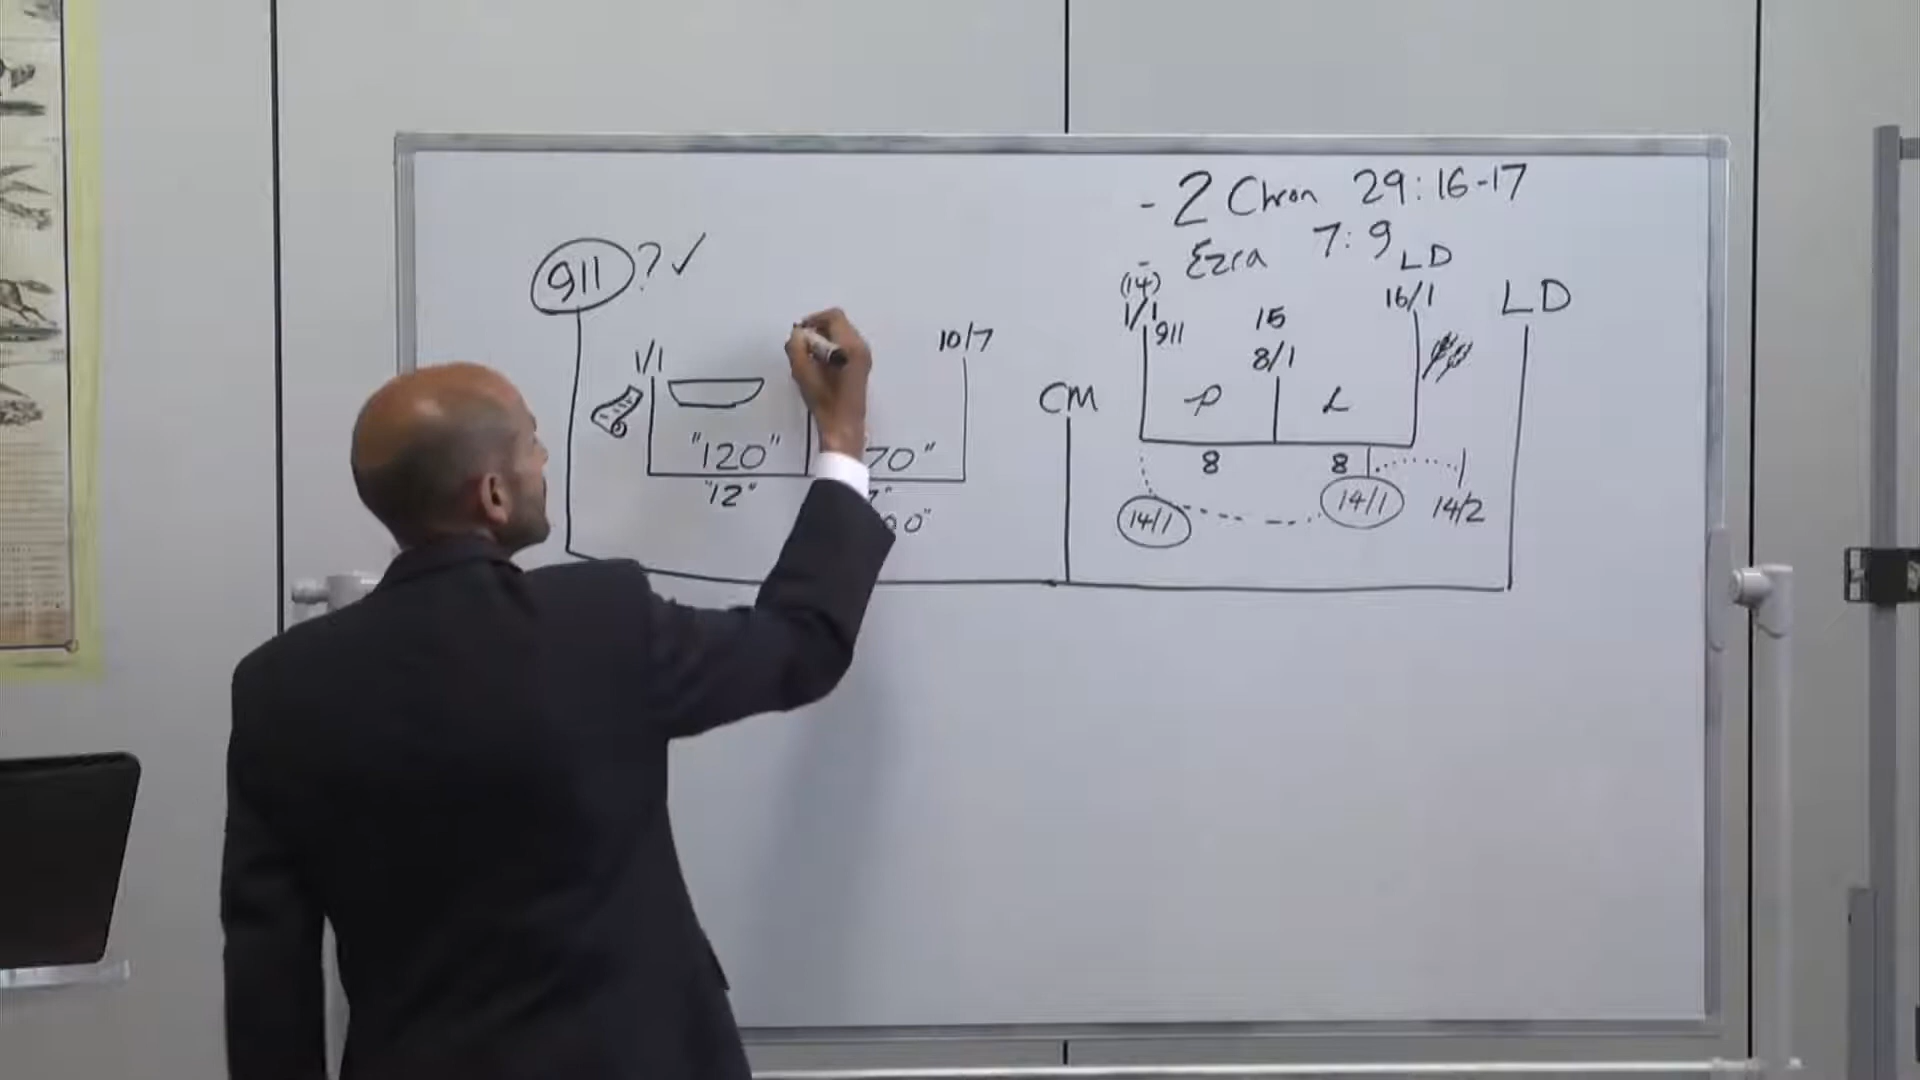 - 2 Chron 29:16-17
- Ezra 7:9
911 ? ✓
LD
(14)
1/1
911
15
8/1
16/1
LD
1/1
10/7
CM
P
L
"120"
70"
"12"
8
8
14/1
14/1
14/2